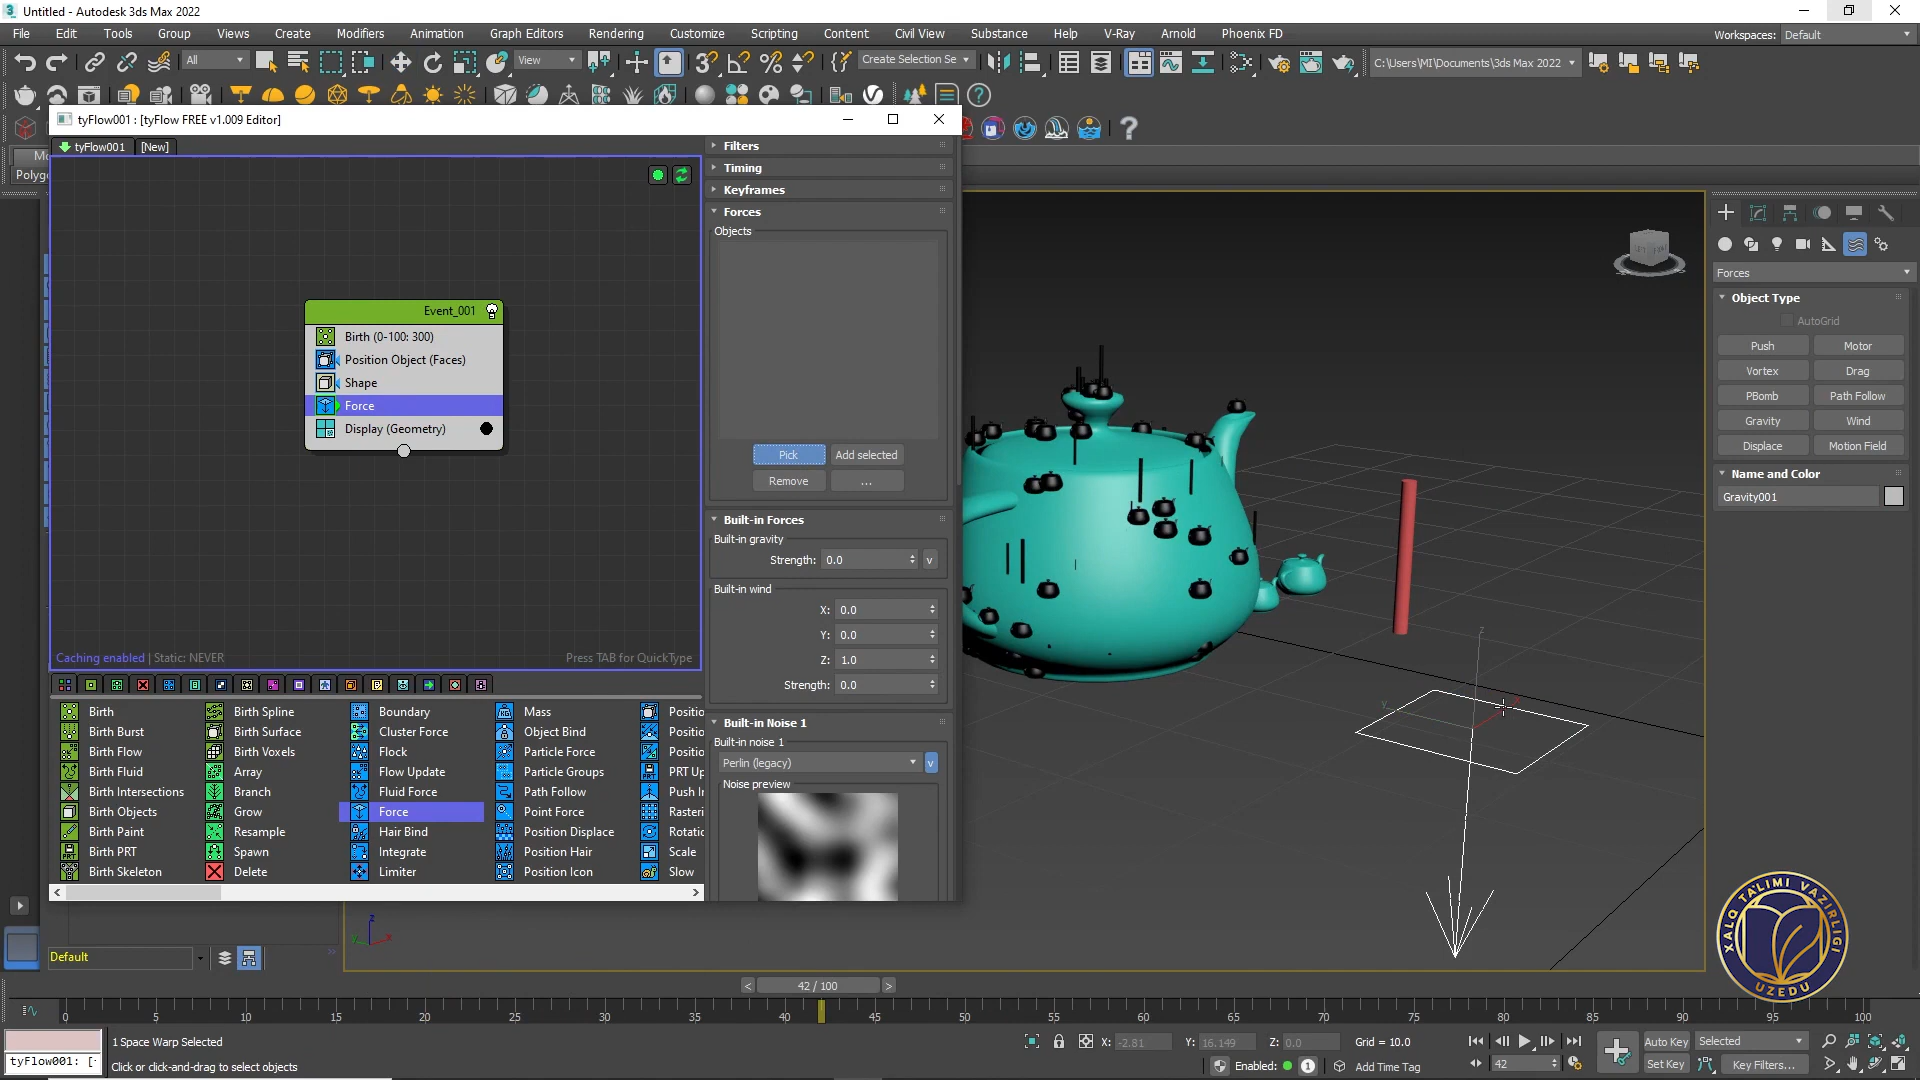 Untitled - Autodesk 3ds Max 2022
File Edit Tools Group Views Create Modifiers Animation Graph Editors Rendering Customize Scripting Content Civil View Substance Help V-Ray Arnold Phoenix FD
Workspaces: Default
All View Create Selection Se C:\Users\MI\Documents\3ds Max 2022
tyFlow001 : [tyFlow FREE v1.009 Editor]
tyFlow001 [New]
Polyg
Event_001
Birth (0-100: 300)
Position Object (Faces)
Shape
Force
Display (Geometry)
Caching enabled | Static: NEVER
Press TAB for QuickType
Filters
Timing
Keyframes
Forces
Objects
Pick Add selected
Remove ...
Built-in Forces
Built-in gravity
Strength: 0.0 v
Built-in wind
X: 0.0
Y: 0.0
Z: 1.0
Strength: 0.0
Built-in Noise 1
Built-in noise 1
Perlin (legacy) v
Noise preview
Birth Birth Spline Boundary Mass Positio
Birth Burst Birth Surface Cluster Force Object Bind Positio
Birth Flow Birth Voxels Flock Particle Force Positio
Birth Fluid Array Flow Update Particle Groups PRT Up
Birth Intersections Branch Fluid Force Path Follow Push In
Birth Objects Grow Force Point Force Rasteri
Birth Paint Resample Hair Bind Position Displace Rotatio
Birth PRT Spawn Integrate Position Hair Scale
Birth Skeleton Delete Limiter Position Icon Slow
Forces
Object Type
AutoGrid
Push Motor
Vortex Drag
PBomb Path Follow
Gravity Wind
Displace Motion Field
Name and Color
Gravity001
z
x
y
z
x
XALQ TA'LIMI VAZIRLIGI
UZEDU
Default
< 42 / 100 >
0 5 10 15 20 25 30 35 40 45 50 55 60 65 70 75 80 85 90 95 100
1 Space Warp Selected
X: -2.81 Y: 16.149 Z: 0.0 Grid = 10.0
Auto Key Selected
tyFlow001: [
Click or click-and-drag to select objects
Enabled: 1 Add Time Tag
42 Set Key Key Filters...